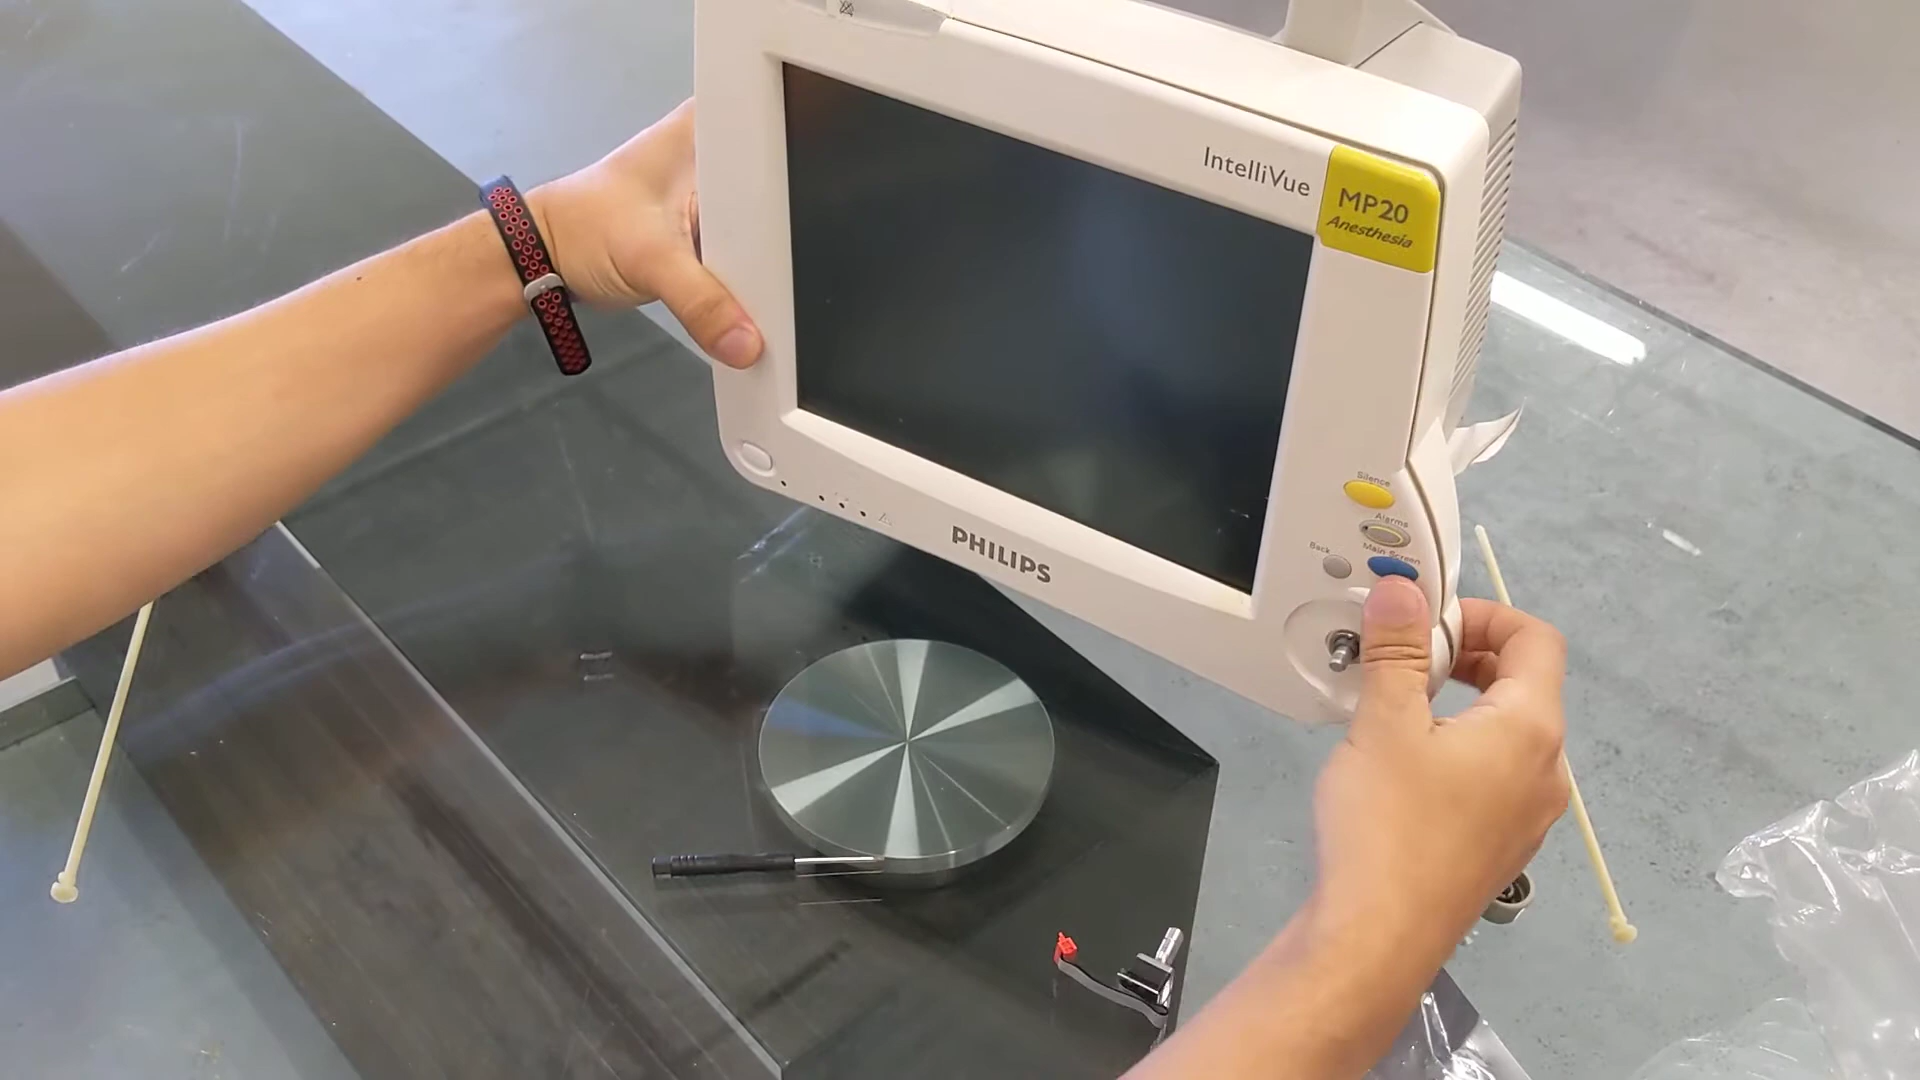 IntelliVue
MP20
Anesthesia
Silence
Alarms
Main Screen
Back
PHILIPS